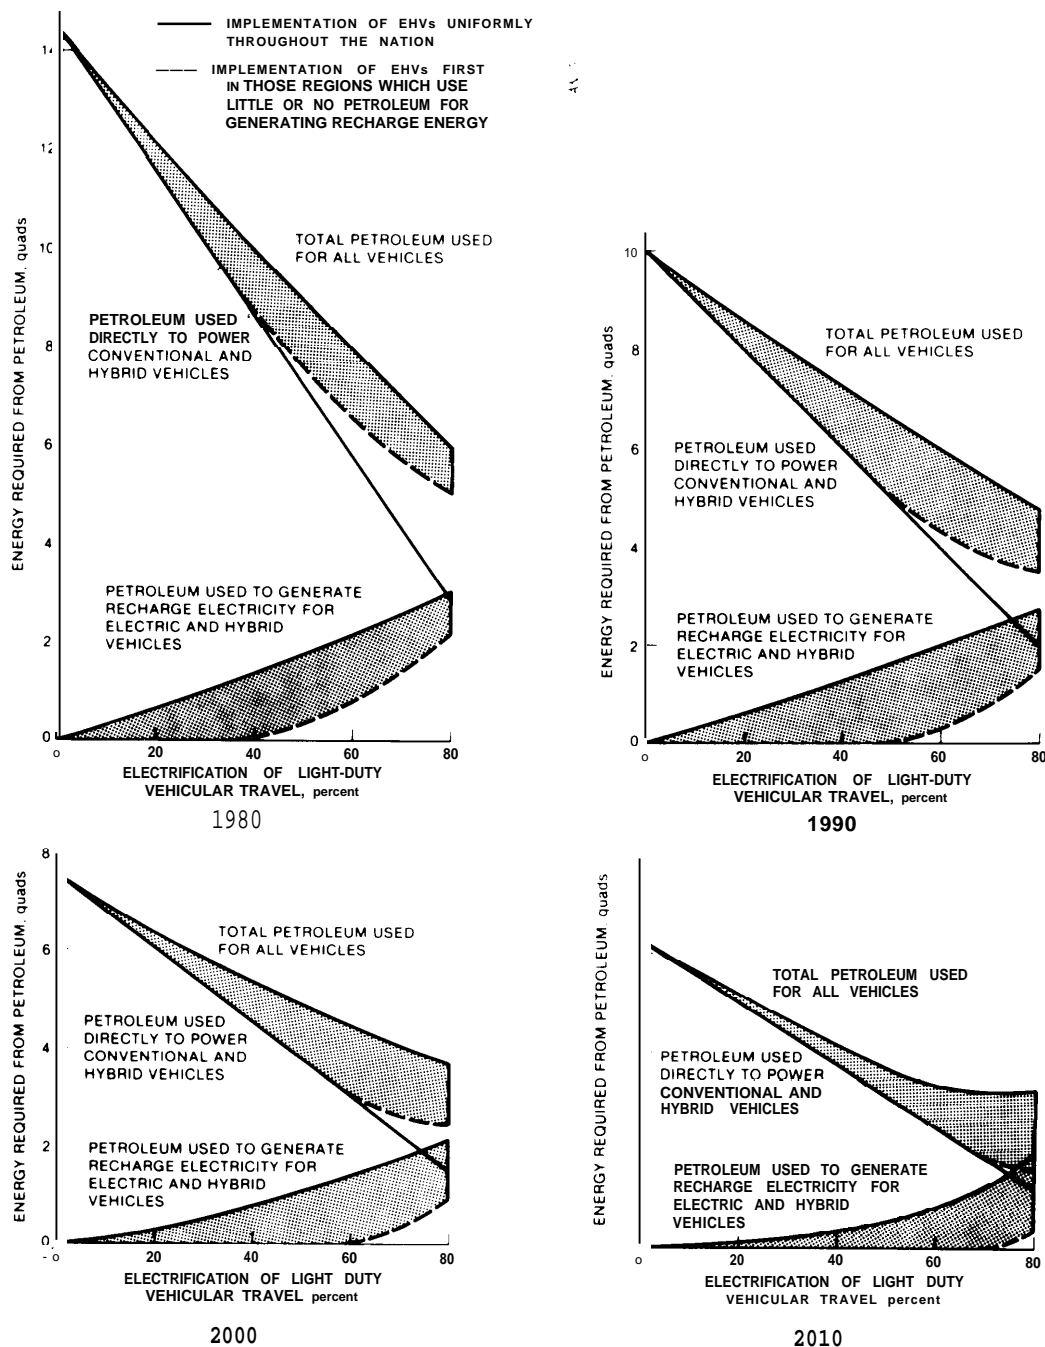 IMPLEMENTATION OF EHVs UNIFORMLY
THROUGHOUT THE NATION
IMPLEMENTATION OF EHVs FIRST
IN THOSE REGIONS WHICH USE
LITTLE OR NO PETROLEUM FOR
GENERATING RECHARGE ENERGY
ENERGY REQUIRED FROM PETROLEUM, quads
14
12
10
8
6
4
2
0
TOTAL PETROLEUM USED
FOR ALL VEHICLES
PETROLEUM USED
DIRECTLY TO POWER
CONVENTIONAL AND
HYBRID VEHICLES
PETROLEUM USED TO GENERATE
RECHARGE ELECTRICITY FOR
ELECTRIC AND HYBRID
VEHICLES
0 20 40 60 80
ELECTRIFICATION OF LIGHT-DUTY
VEHICULAR TRAVEL, percent
1980
ENERGY REQUIRED FROM PETROLEUM, quads
10
8
6
4
2
0
TOTAL PETROLEUM USED
FOR ALL VEHICLES
PETROLEUM USED
DIRECTLY TO POWER
CONVENTIONAL AND
HYBRID VEHICLES
PETROLEUM USED TO GENERATE
RECHARGE ELECTRICITY FOR
ELECTRIC AND HYBRID
VEHICLES
0 20 40 60 80
ELECTRIFICATION OF LIGHT-DUTY
VEHICULAR TRAVEL, percent
1990
ENERGY REQUIRED FROM PETROLEUM, quads
8
6
4
2
0
TOTAL PETROLEUM USED
FOR ALL VEHICLES
PETROLEUM USED
DIRECTLY TO POWER
CONVENTIONAL AND
HYBRID VEHICLES
PETROLEUM USED TO GENERATE
RECHARGE ELECTRICITY FOR
ELECTRIC AND HYBRID
VEHICLES
0 20 40 60 80
ELECTRIFICATION OF LIGHT DUTY
VEHICULAR TRAVEL percent
2000
ENERGY REQUIRED FROM PETROLEUM, quads
TOTAL PETROLEUM USED
FOR ALL VEHICLES
PETROLEUM USED
DIRECTLY TO POWER
CONVENTIONAL AND
HYBRID VEHICLES
PETROLEUM USED TO GENERATE
RECHARGE ELECTRICITY FOR
ELECTRIC AND HYBRID
VEHICLES
0 20 40 60 80
ELECTRIFICATION OF LIGHT DUTY
VEHICULAR TRAVEL percent
2010